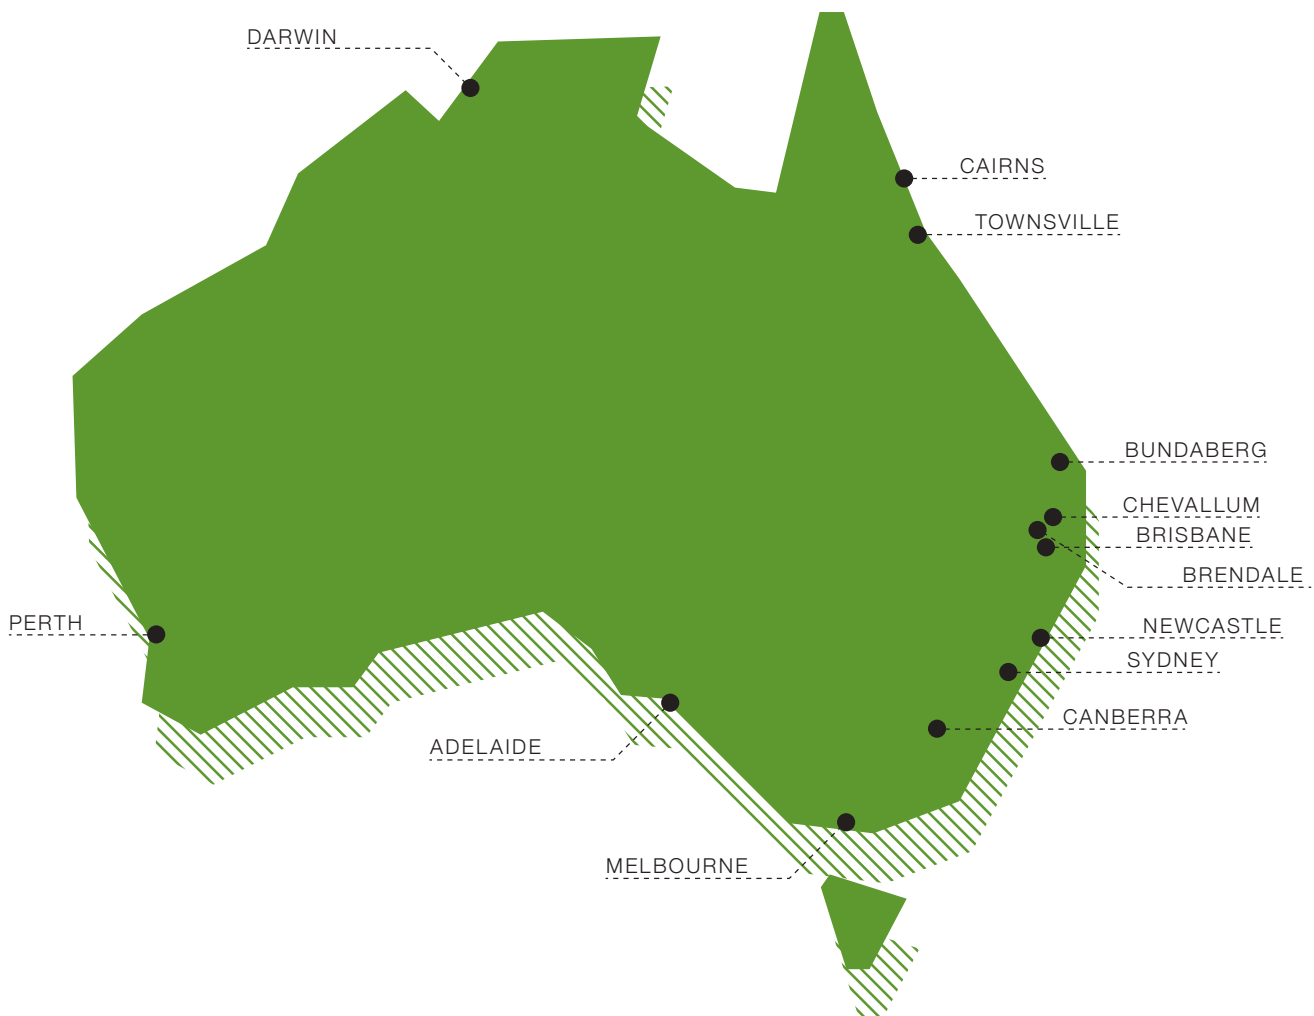 DARWIN
CAIRNS
TOWNSVILLE
BUNDABERG
CHEVALLUM
BRISBANE
BRENDALE
PERTH
NEWCASTLE
SYDNEY
CANBERRA
ADELAIDE
MELBOURNE